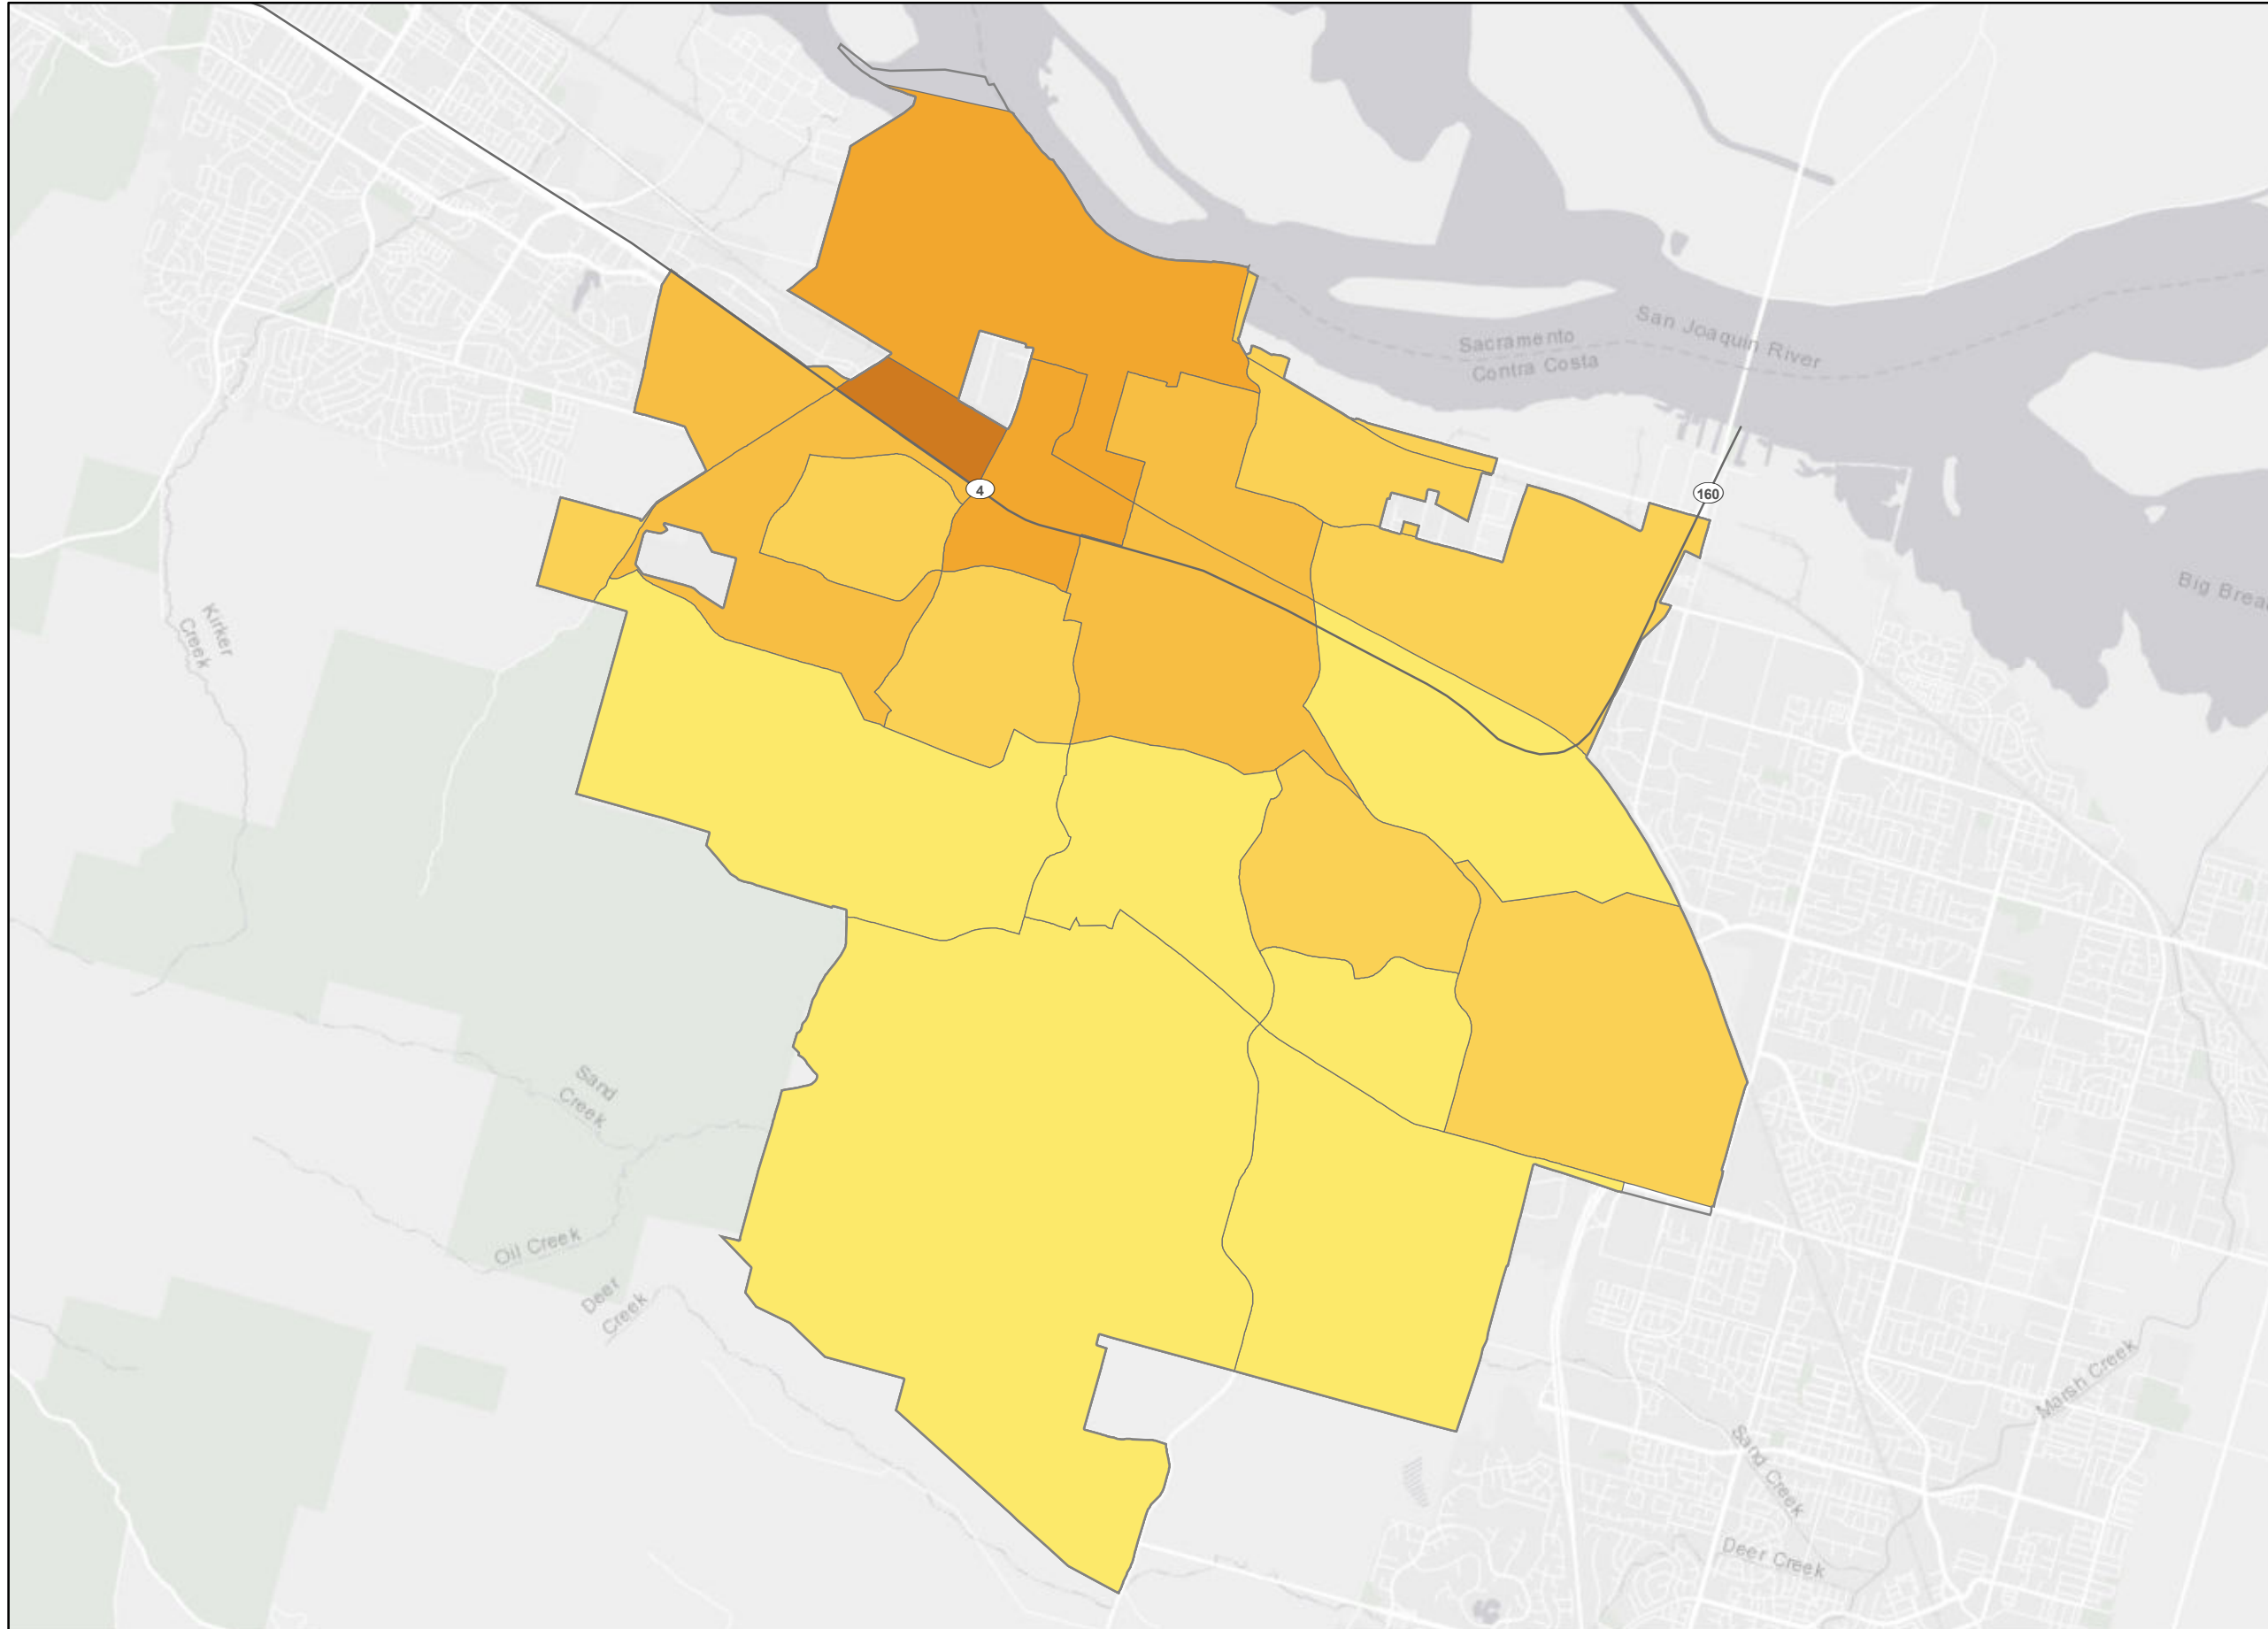 San Joaquin River
Sacramento
Contra Costa
4
160
Big Brea
Kirker
Creek
Sand
Creek
Oil Creek
Deer
Creek
Marsh Creek
Sand Creek
Deer Creek